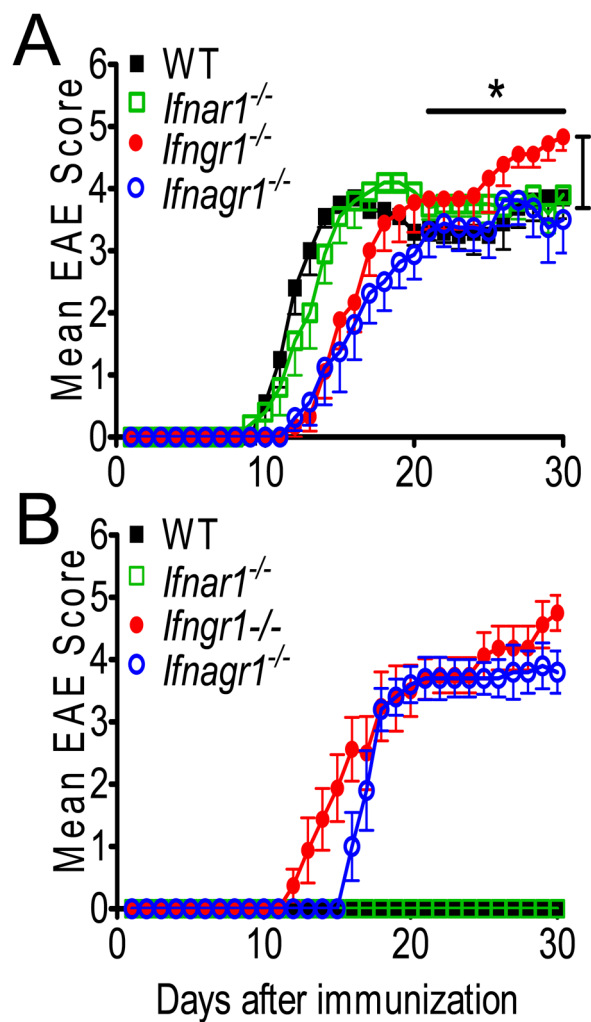 A
6
5
4
3
2
1
0
Mean EAE Score
WT
Ifnar1-/-
Ifngr1-/-
Ifnagr1-/-
*
0
10
20
30
B
6
5
4
3
2
1
0
Mean EAE Score
WT
Ifnar1-/-
Ifngr1-/-
Ifnagr1-/-
0
10
20
30
Days after immunization